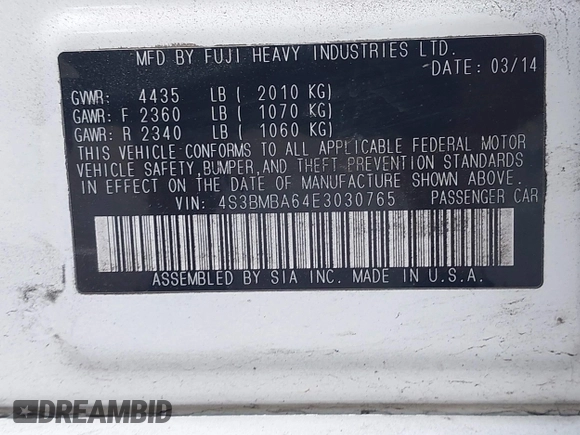 MFD BY FUJI HEAVY INDUSTRIES LTD.
DATE: 03/14
GVWR: 4435 LB ( 2010 KG)
GAWR: F 2360 LB ( 1070 KG)
GAWR: R 2340 LB ( 1060 KG)
THIS VEHICLE CONFORMS TO ALL APPLICABLE FEDERAL MOTOR
VEHICLE SAFETY, BUMPER, AND THEFT PREVENTION STANDARDS
IN EFFECT ON THE DATE OF MANUFACTURE SHOWN ABOVE.
VIN: 4S3BMBA64E3030765 PASSENGER CAR
ASSEMBLED BY SIA INC. MADE IN U.S.A.
DREAMBID